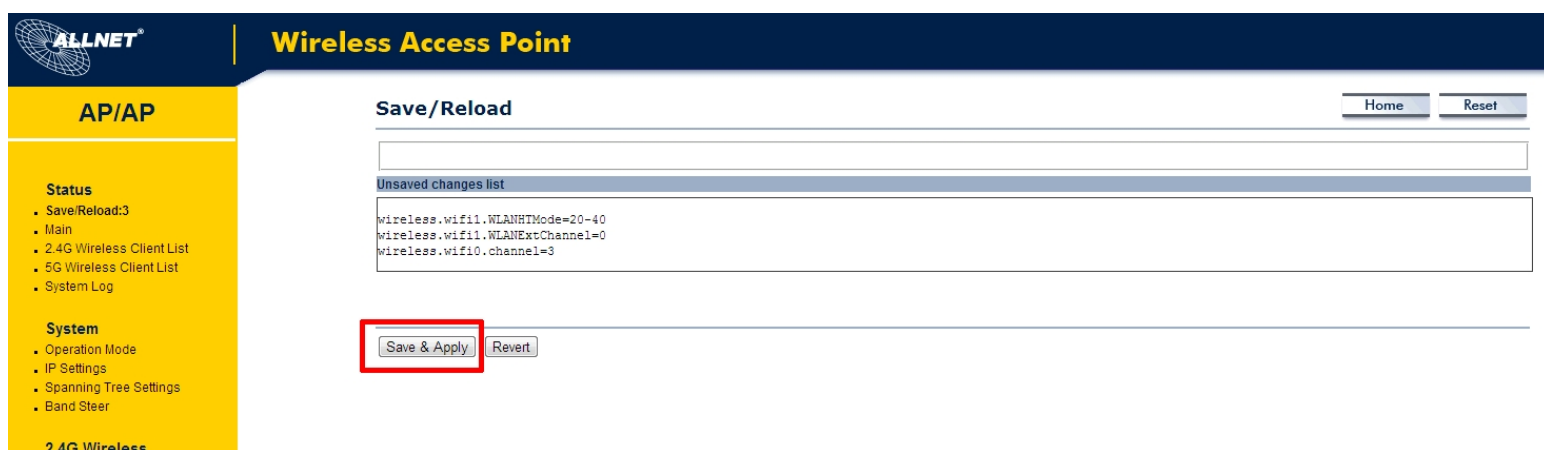 ALLNET®
Wireless Access Point
AP/AP
Save/Reload
Home
Reset
Unsaved changes list
wireless.wifi1.WLANHTMode=20-40
wireless.wifi1.WLANExtChannel=0
wireless.wifi0.channel=3
Save & Apply
Revert
Status
Save/Reload:3
Main
2.4G Wireless Client List
5G Wireless Client List
System Log
System
Operation Mode
IP Settings
Spanning Tree Settings
Band Steer
2.4G Wireless